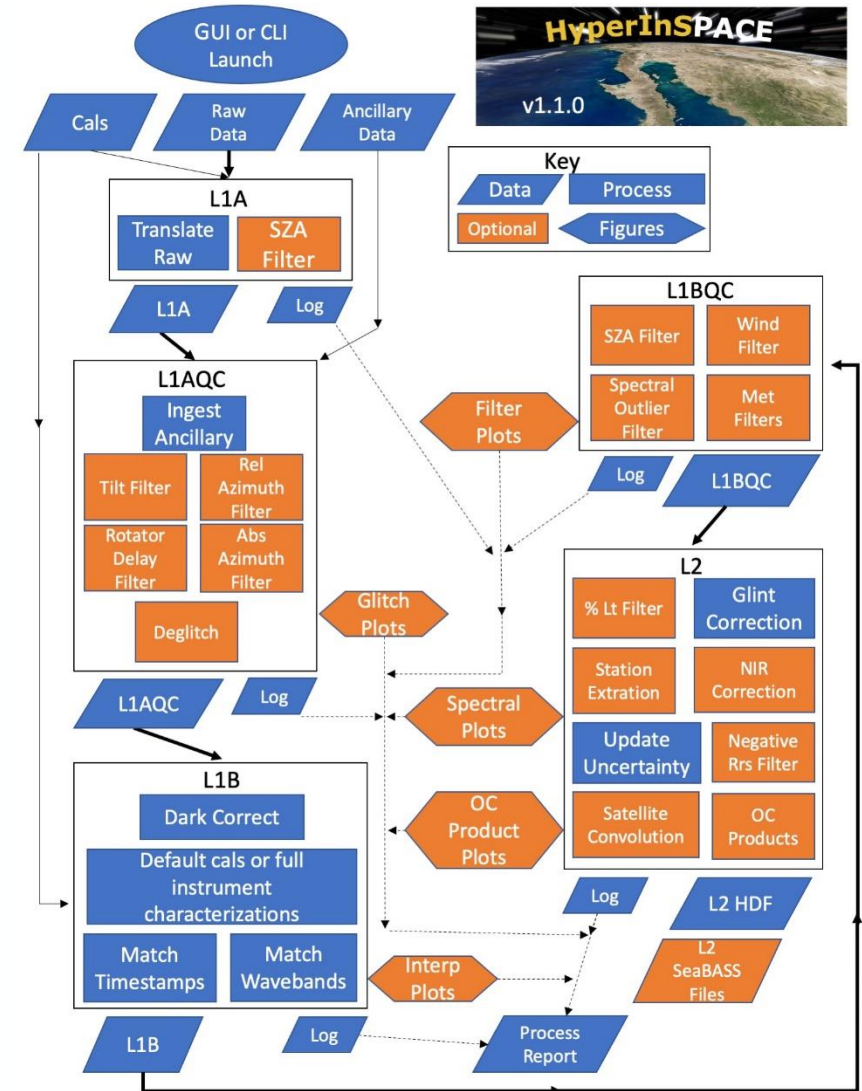 GUI or CLI
Launch
HyperInSPACE
v1.1.0
Cals
Raw
Data
Ancillary
Data
Key
Data
Process
Optional
Figures
L1A
Translate
Raw
SZA
Filter
L1A
Log
L1AQC
Ingest
Ancillary
Tilt Filter
Rel
Azimuth
Filter
Rotator
Delay
Filter
Abs
Azimuth
Filter
Deglitch
Glitch
Plots
L1AQC
Log
L1B
Dark Correct
Default cals or full
instrument
characterizations
Match
Timestamps
Match
Wavebands
Interp
Plots
L1B
Log
Process
Report
L1BQC
SZA Filter
Wind
Filter
Spectral
Outlier
Filter
Met
Filters
Filter
Plots
Log
L1BQC
L2
% Lt Filter
Glint
Correction
Station
Extration
NIR
Correction
Spectral
Plots
Update
Uncertainty
Negative
Rrs Filter
OC
Product
Plots
Satellite
Convolution
OC
Products
Log
L2 HDF
L2
SeaBASS
Files